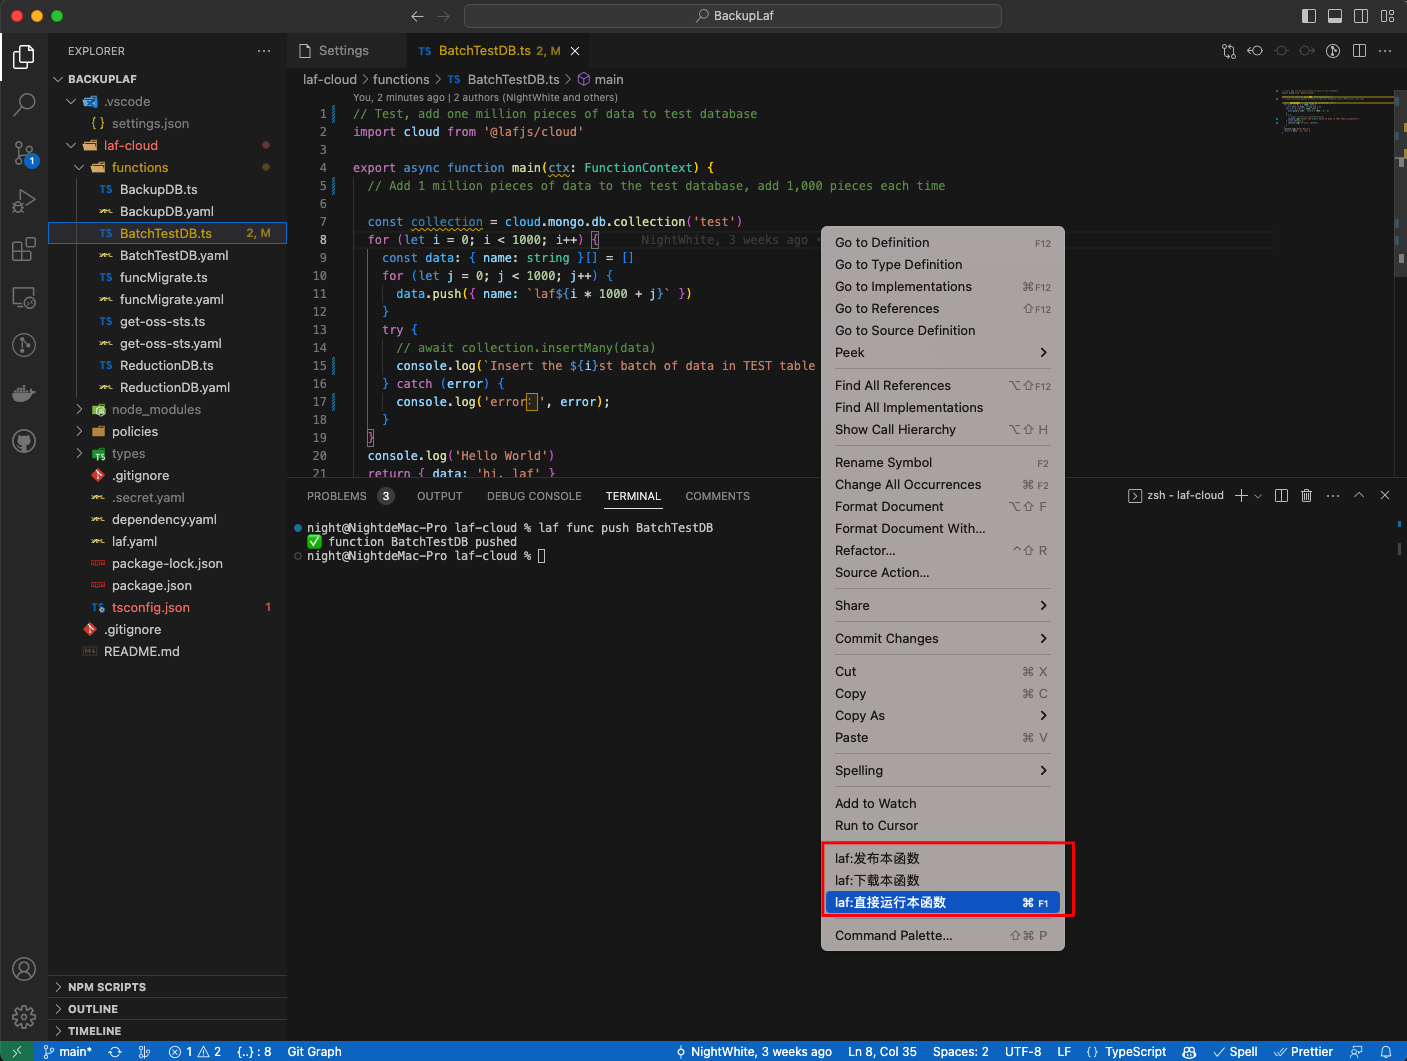 BackupLaf
EXPLORER
BACKUPLAF
.vscode
{ } settings.json
laf-cloud
functions
TS BackupDB.ts
BackupDB.yaml
TS BatchTestDB.ts 2, M
BatchTestDB.yaml
TS funcMigrate.ts
funcMigrate.yaml
TS get-oss-sts.ts
get-oss-sts.yaml
TS ReductionDB.ts
ReductionDB.yaml
node_modules
policies
types
.gitignore
.secret.yaml
dependency.yaml
laf.yaml
package-lock.json
package.json
tsconfig.json 1
.gitignore
README.md
NPM SCRIPTS
OUTLINE
TIMELINE
1
Settings
TS BatchTestDB.ts 2, M
laf-cloud > functions > TS BatchTestDB.ts > main
You, 2 minutes ago | 2 authors (NightWhite and others)
1 // Test, add one million pieces of data to test database
2 import cloud from '@lafjs/cloud'
3
4 export async function main(ctx: FunctionContext) {
5 // Add 1 million pieces of data to the test database, add 1,000 pieces each time
6
7 const collection = cloud.mongo.db.collection('test')
8 for (let i = 0; i < 1000; i++) { NightWhite, 3 weeks ago •
9 const data: { name: string }[] = []
10 for (let j = 0; j < 1000; j++) {
11 data.push({ name: `laf${i * 1000 + j}` })
12 }
13 try {
14 // await collection.insertMany(data)
15 console.log(`Insert the ${i}st batch of data in TEST table
16 } catch (error) {
17 console.log('error：', error);
18 }
19 }
20 console.log('Hello World')
21 return { data: 'hi, laf' }
PROBLEMS 3 OUTPUT DEBUG CONSOLE TERMINAL COMMENTS
zsh - laf-cloud
night@NightdeMac-Pro laf-cloud % laf func push BatchTestDB
✅ function BatchTestDB pushed
night@NightdeMac-Pro laf-cloud %
Go to Definition F12
Go to Type Definition
Go to Implementations ⌘F12
Go to References ⇧F12
Go to Source Definition
Peek
Find All References ⌥⇧F12
Find All Implementations
Show Call Hierarchy ⌥⇧ H
Rename Symbol F2
Change All Occurrences ⌘ F2
Format Document ⌥⇧ F
Format Document With...
Refactor... ^⇧ R
Source Action...
Share
Commit Changes
Cut ⌘ X
Copy ⌘ C
Copy As
Paste ⌘ V
Spelling
Add to Watch
Run to Cursor
laf:发布本函数
laf:下载本函数
laf:直接运行本函数 ⌘ F1
Command Palette... ⇧⌘ P
main* 1 2 {..} : 8 Git Graph NightWhite, 3 weeks ago Ln 8, Col 35 Spaces: 2 UTF-8 LF { } TypeScript Spell Prettier